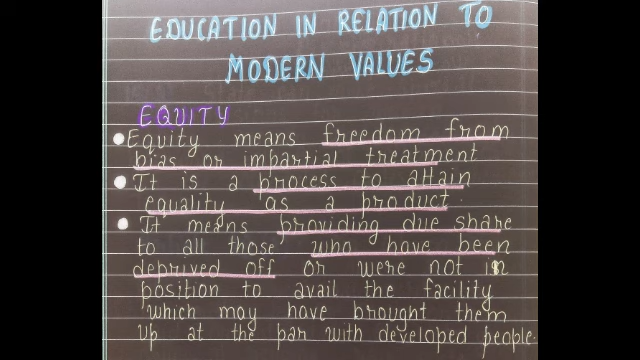 EDUCATION IN RELATION TO
MODERN VALUES
EQUITY
Equity means freedom from
bias or impartial treatment
It is a process to attain
equality as a product
It means providing due share
to all those who have been
deprived off or were not in
position to avail the facility
which may have brought them
up at the par with developed people.